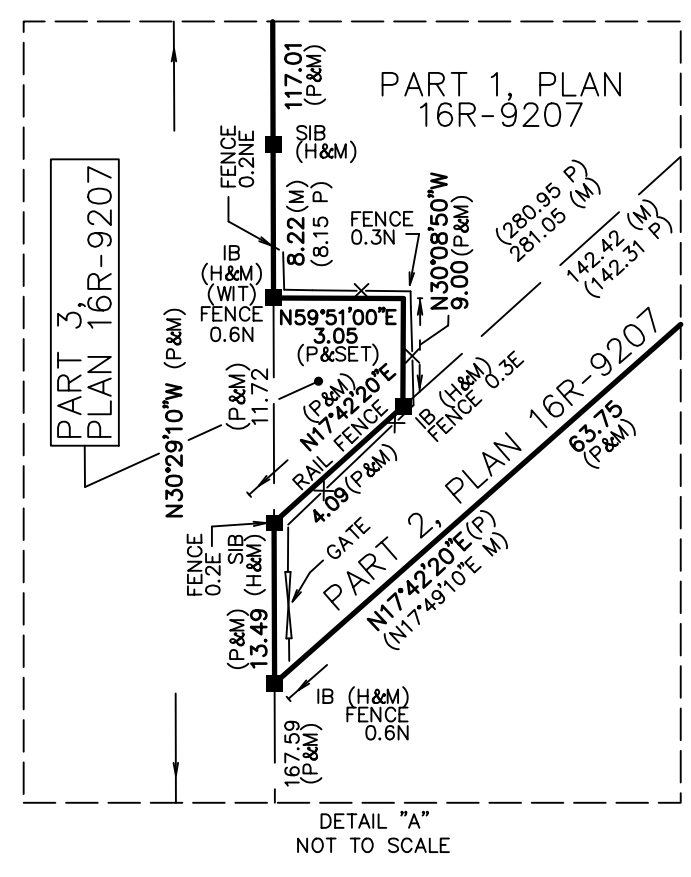 117.01
(P&M)
PART 1, PLAN
16R-9207
SIB
(H&M)
FENCE
0.2NE
8.22 (M)
(8.15 P)
FENCE
0.3N
N30°08'50"W
9.00 (P&M)
(280.95 P)
281.05 (M)
142.42 (M)
(142.31 P)
PART 3,
PLAN 16R-9207
IB
(H&M)
(WIT)
FENCE
0.6N
N59°51'00"E
3.05
(P&SET)
N30°29'10"W (P&M)
(P&M)
11.72
(P&M)
N17°42'20"E
RAIL FENCE
4.09 (P&M)
IB (H&M)
FENCE 0.3E
PART 2, PLAN 16R-9207
63.75
(P&M)
N17°42'20"E (P)
(N17°49'10"E M)
FENCE
0.2E
SIB
(H&M)
GATE
(P&M)
13.49
IB (H&M)
FENCE
0.6N
167.59
(P&M)
DETAIL "A"
NOT TO SCALE